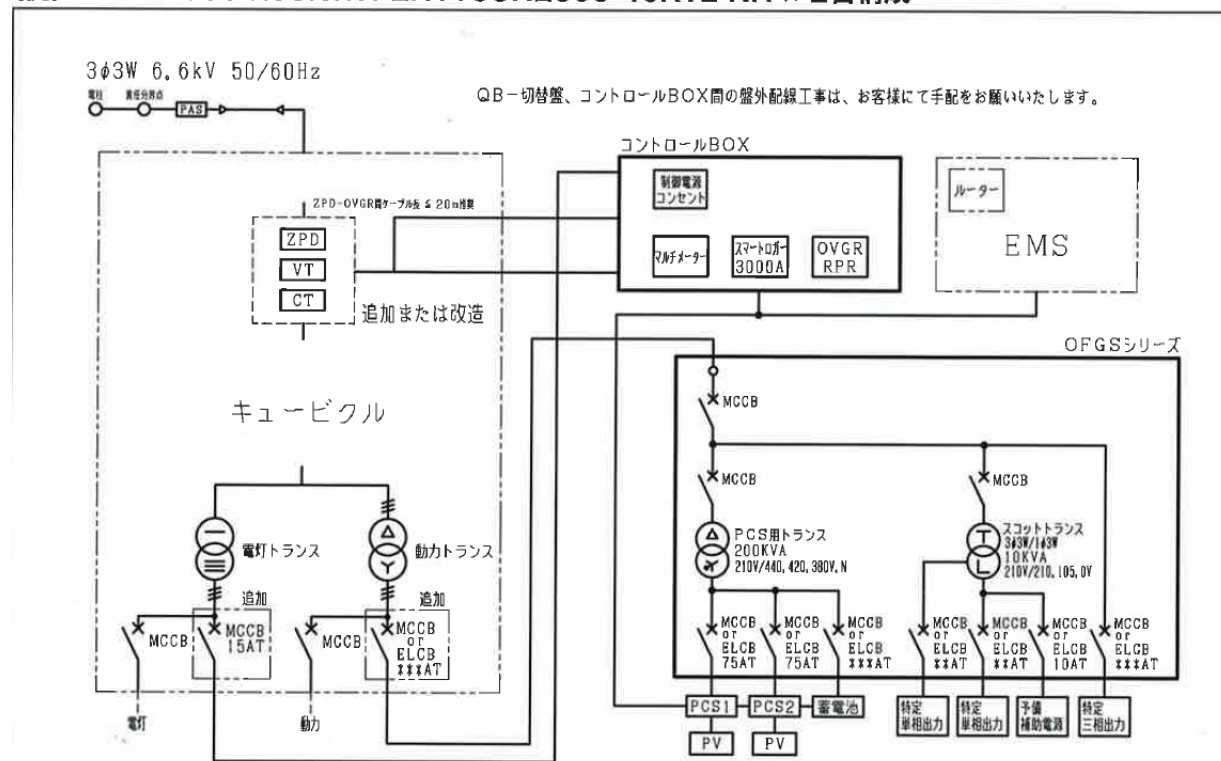 3φ3W 6.6kV 50/60Hz
電柱
責任分界点
PAS
QB－切替盤、コントロールBOX間の盤外配線工事は、お客様にて手配をお願いいたします。
コントロールBOX
制御電源
コンセント
マルチメーター
スマートロガー
3000A
OVGR
RPR
ルーター
EMS
ZPD-OVGR間ケーブル長 ≦ 20m推奨
ZPD
VT
CT
追加または改造
キュービクル
OFGSシリーズ
MCCB
MCCB
MCCB
PCS用トランス
200KVA
210V/440,420,380V,N
スコットトランス
3φ3W/1φ3W
10KVA
210V/210,105,0V
電灯トランス
動力トランス
追加
追加
MCCB
MCCB
15AT
MCCB
MCCB
or
ELCB
***AT
MCCB
or
ELCB
75AT
MCCB
or
ELCB
75AT
MCCB
or
ELCB
***AT
MCCB
or
ELCB
**AT
MCCB
or
ELCB
**AT
MCCB
or
ELCB
10AT
MCCB
or
ELCB
***AT
電灯
動力
PCS1
PCS2
蓄電池
PV
PV
特定
単相出力
特定
単相出力
予備
補助電源
特定
三相出力